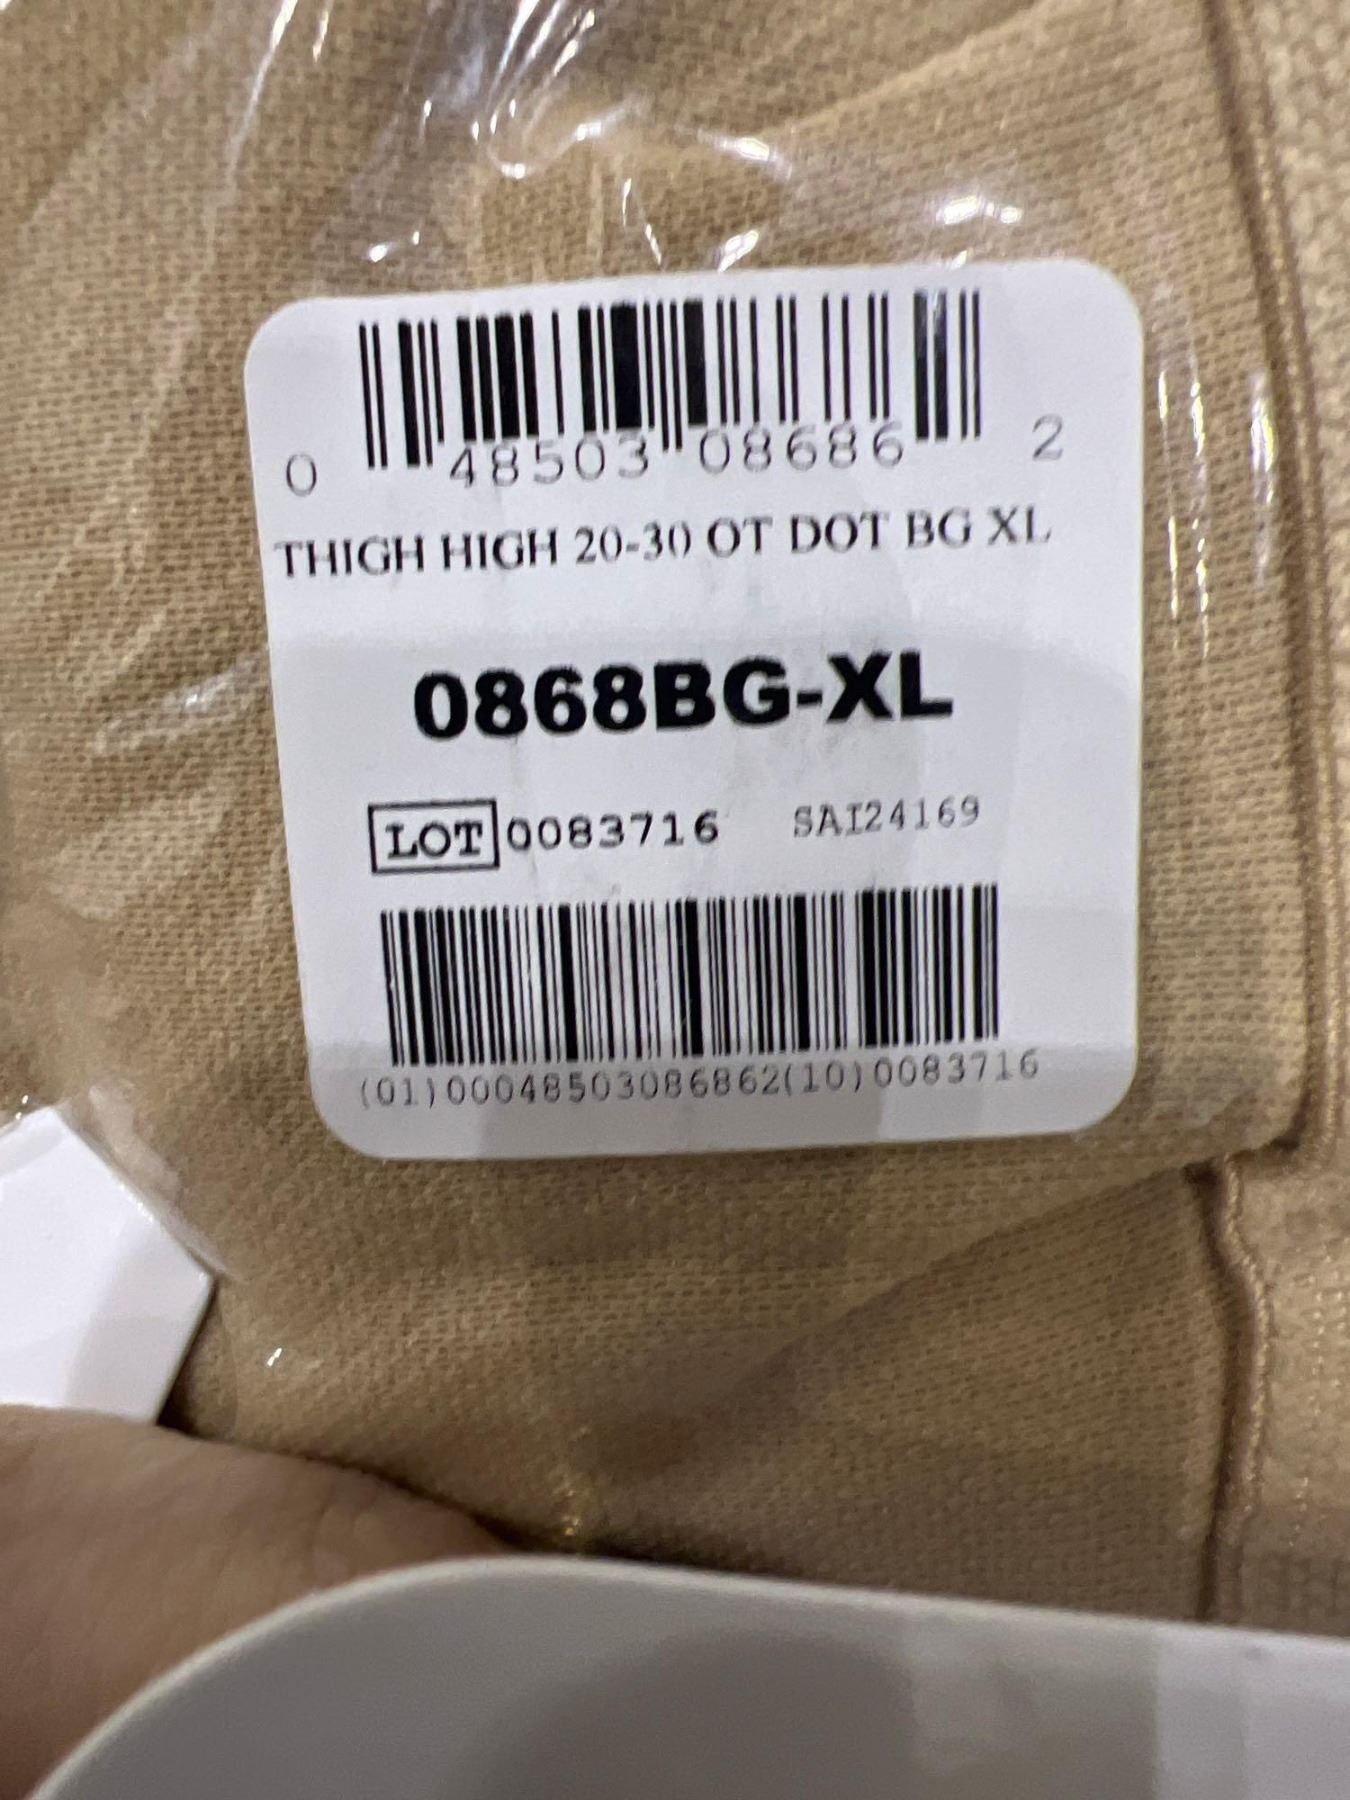 0 48503 08686 2
THIGH HIGH 20-30 OT DOT BG XL
0868BG-XL
LOT 0083716 SAI24169
(01)00048503086862(10)0083716